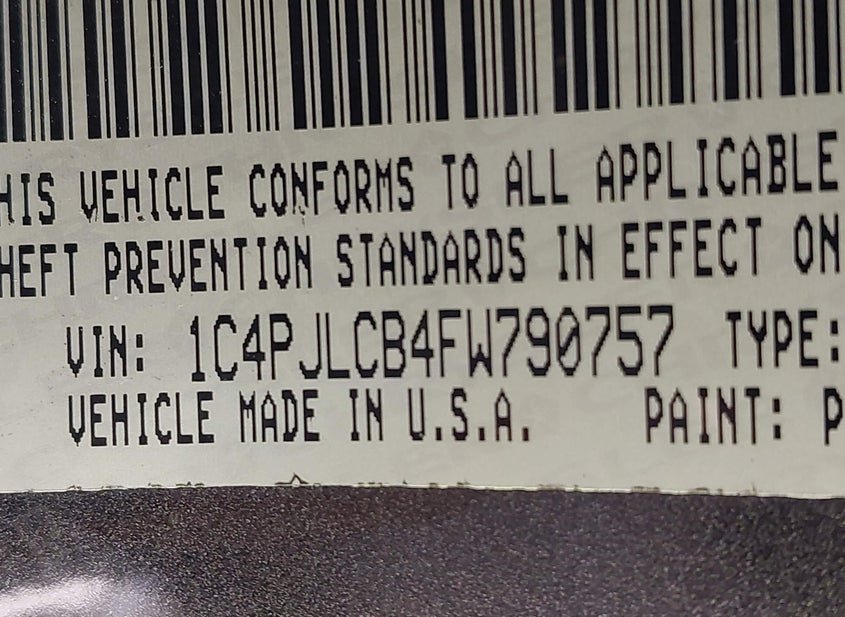 HIS VEHICLE CONFORMS TO ALL APPLICABLE
HEFT PREVENTION STANDARDS IN EFFECT ON
VIN: 1C4PJLCB4FW790757 TYPE:
VEHICLE MADE IN U.S.A. PAINT: P